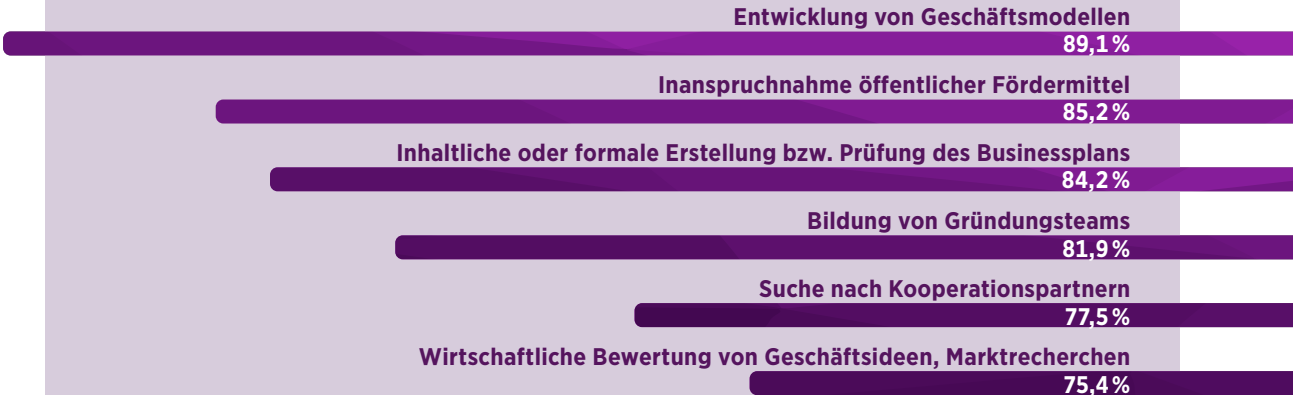 Entwicklung von Geschäftsmodellen
89,1 %
Inanspruchnahme öffentlicher Fördermittel
85,2 %
Inhaltliche oder formale Erstellung bzw. Prüfung des Businessplans
84,2 %
Bildung von Gründungsteams
81,9 %
Suche nach Kooperationspartnern
77,5 %
Wirtschaftliche Bewertung von Geschäftsideen, Marktrecherchen
75,4 %